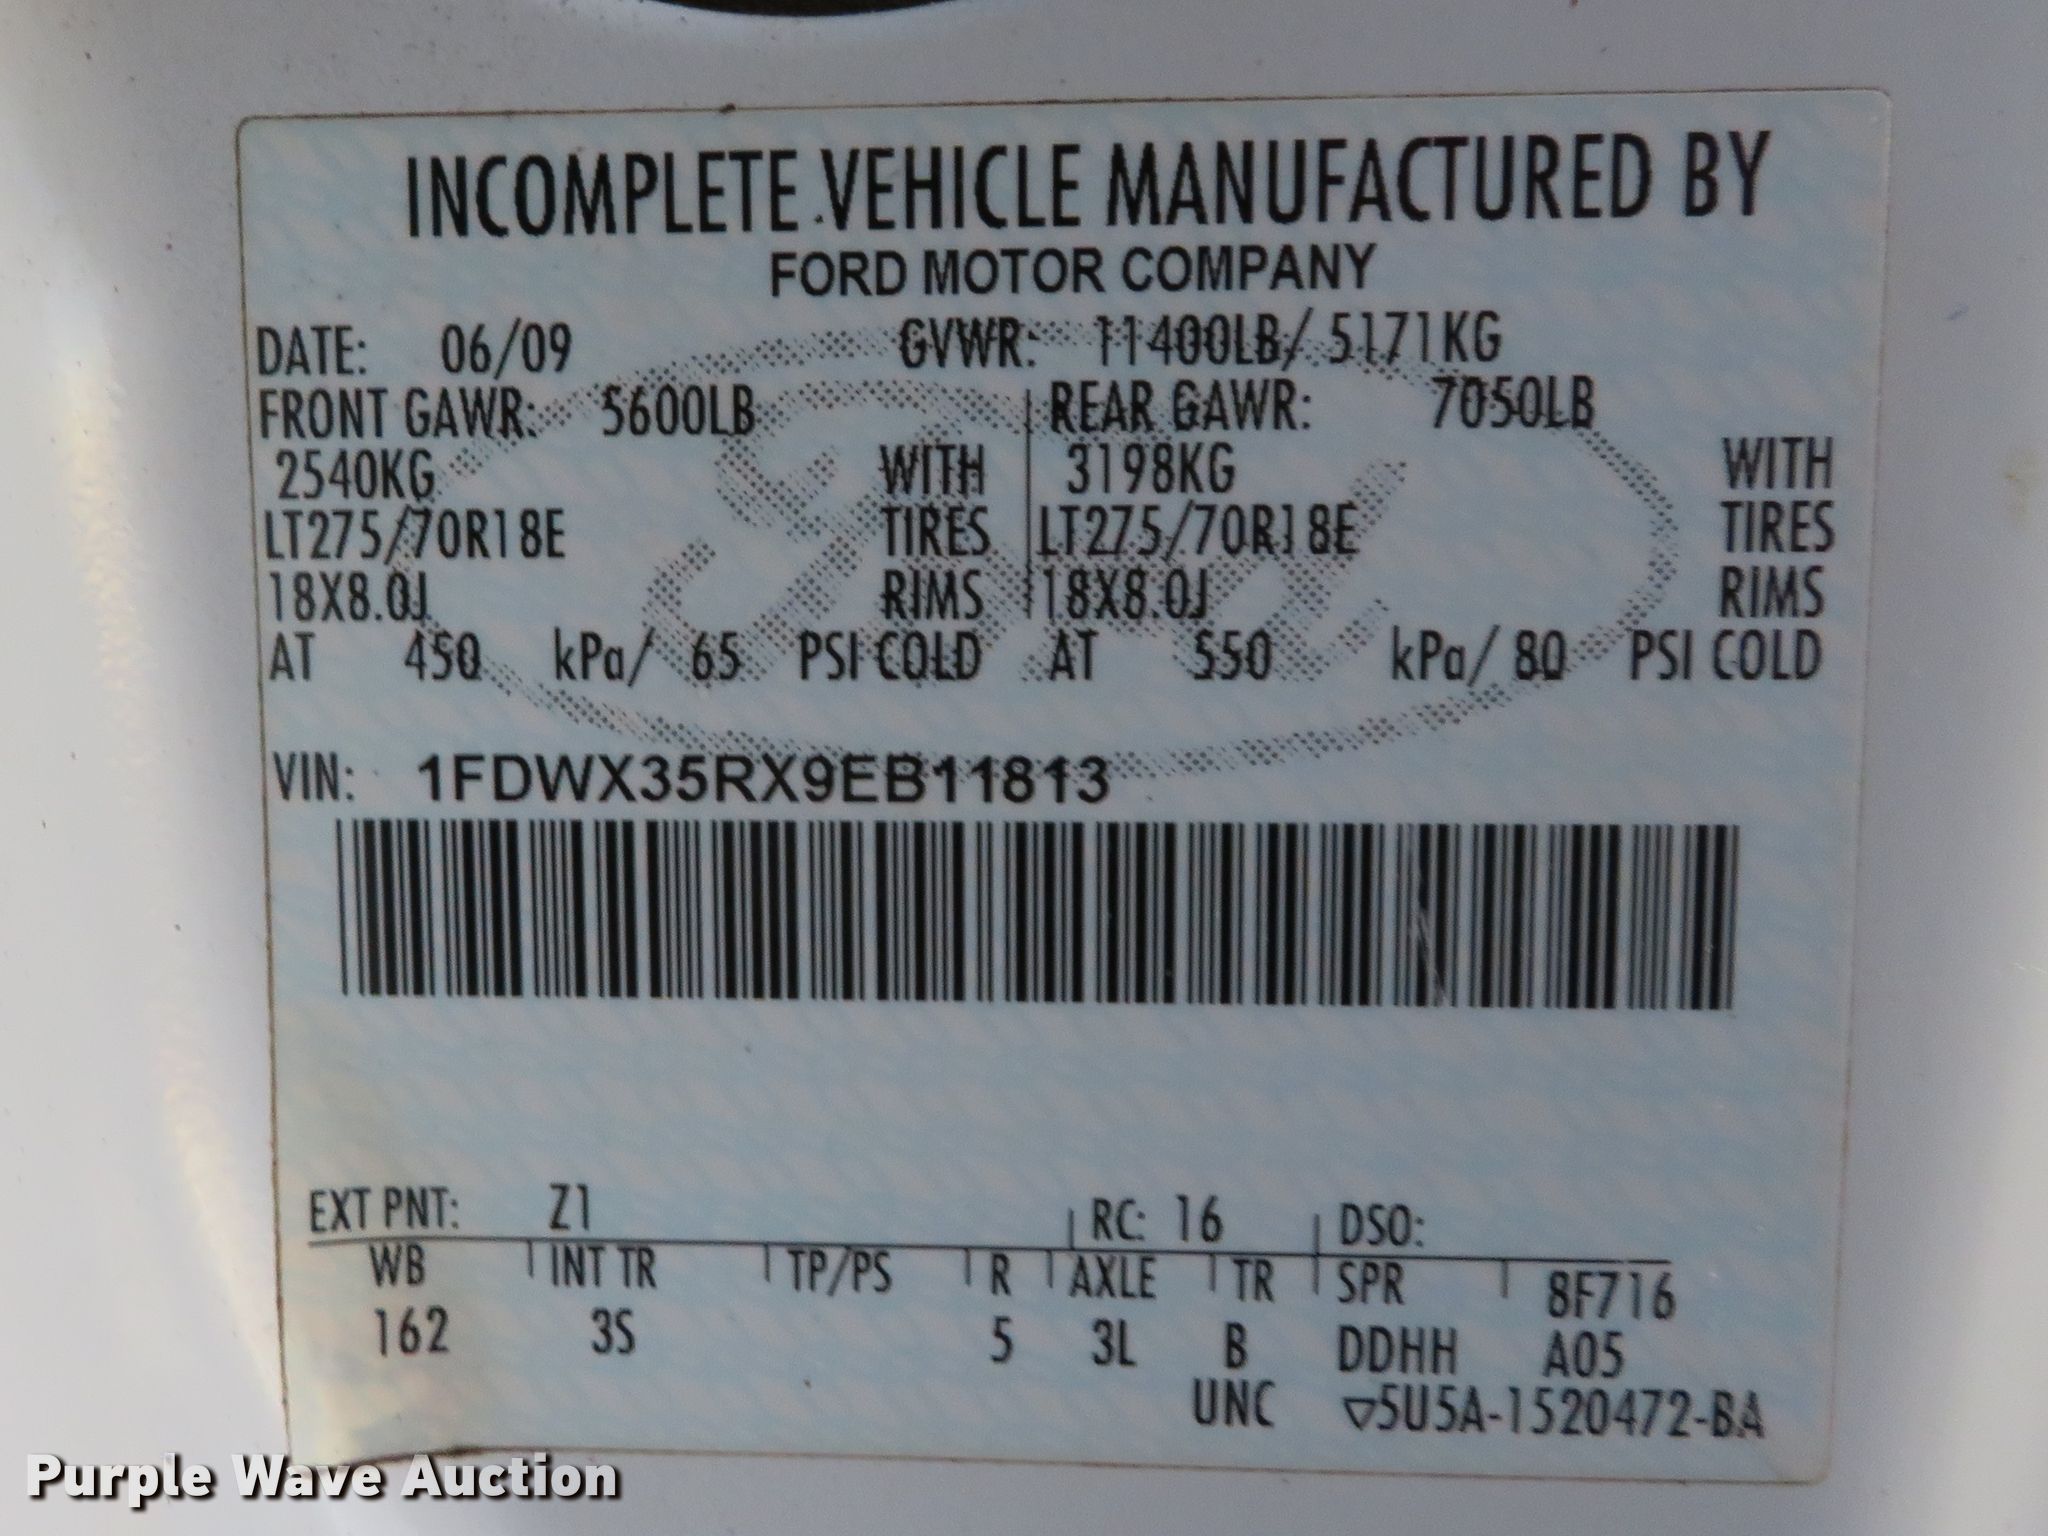 INCOMPLETE VEHICLE MANUFACTURED BY
FORD MOTOR COMPANY
DATE: 06/09 GVWR: 11400LB/ 5171KG
FRONT GAWR: 5600LB REAR GAWR: 7050LB
2540KG WITH 3198KG WITH
LT275/70R18E TIRES LT275/70R18E TIRES
18X8.0J RIMS 18X8.0J RIMS
AT 450 kPa/ 65 PSI COLD AT 550 kPa/ 80 PSI COLD
Ford
VIN: 1FDWX35RX9EB11813
EXT PNT: Z1 RC: 16 DSO:
WB INT TR TP/PS R AXLE TR SPR 8F716
162 3S 5 3L B DDHH A05
UNC ▽5U5A-1520472-BA
Purple Wave Auction